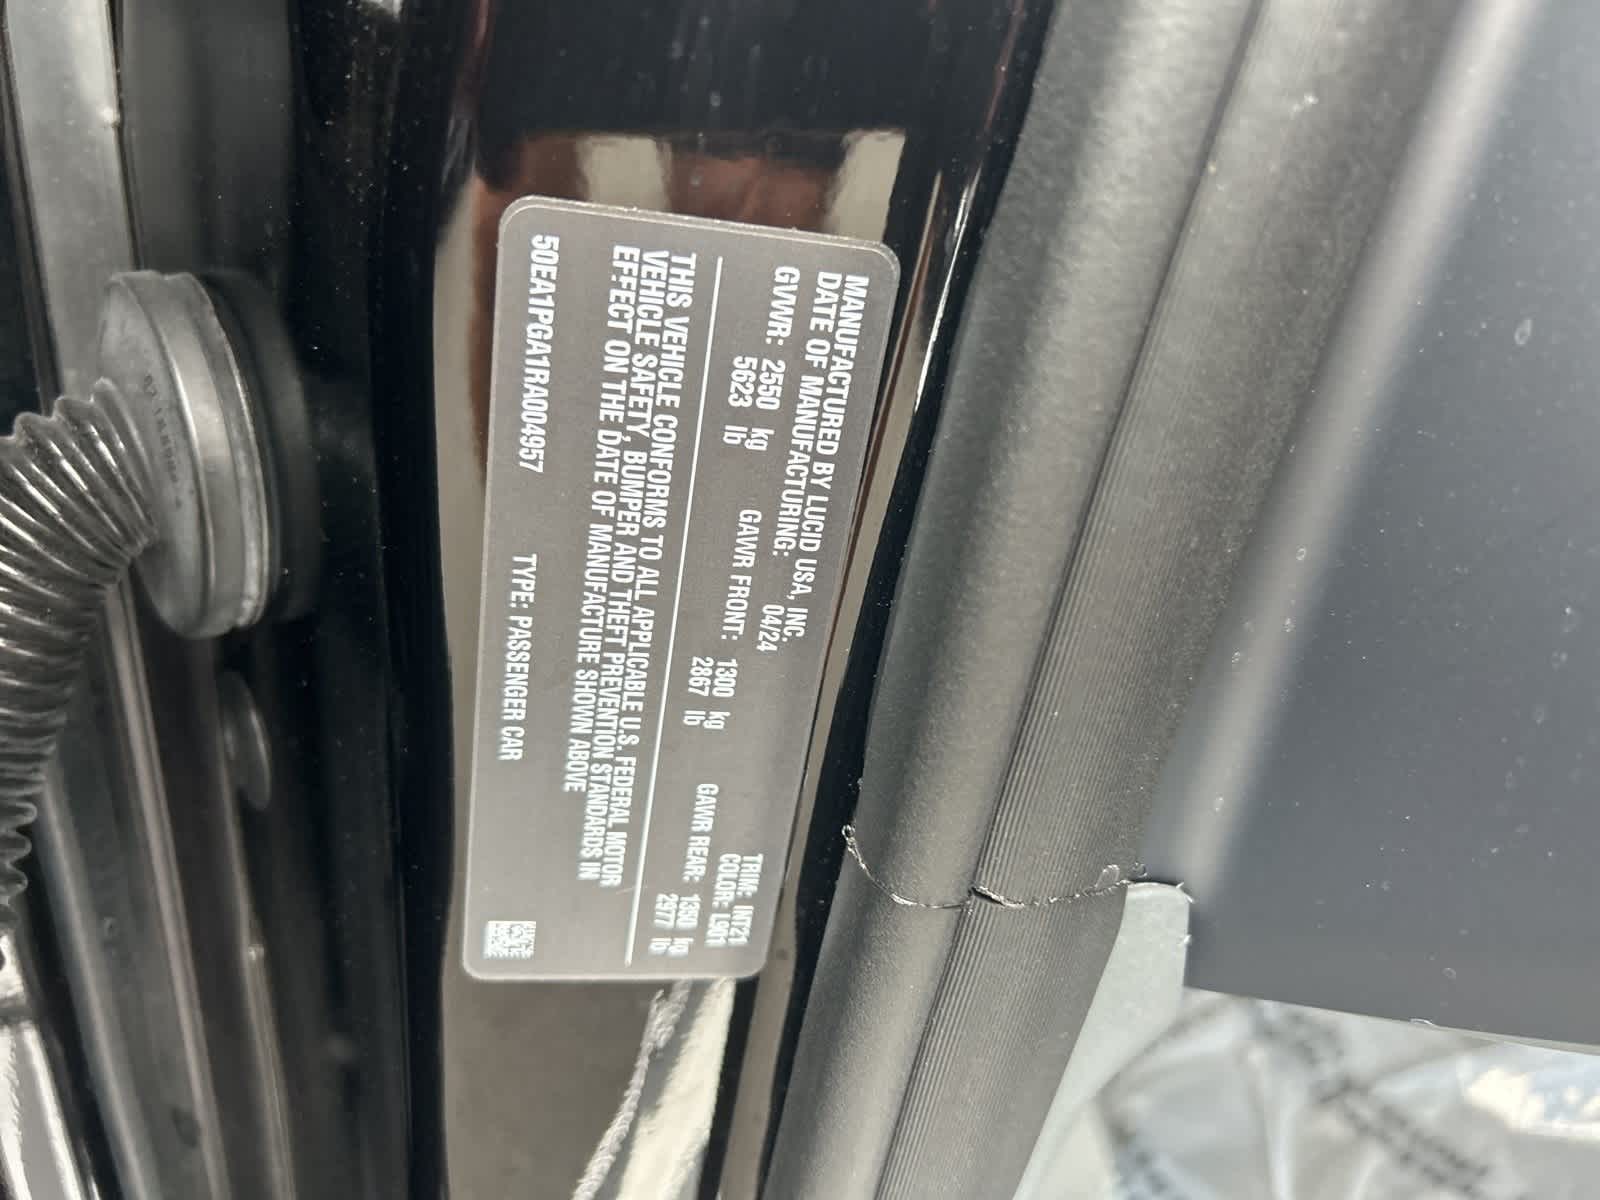 MANUFACTURED BY LUCID USA, INC.
DATE OF MANUFACTURING: 04/24
TRIM: INT21
COLOR: L901
GVWR: 2550 kg
5623 lb
GAWR FRONT: 1300 kg
2867 lb
GAWR REAR: 1350 kg
2977 lb
THIS VEHICLE CONFORMS TO ALL APPLICABLE U.S. FEDERAL MOTOR
VEHICLE SAFETY, BUMPER AND THEFT PREVENTION STANDARDS IN
EFFECT ON THE DATE OF MANUFACTURE SHOWN ABOVE
50EA1PGA1RA004957 TYPE: PASSENGER CAR